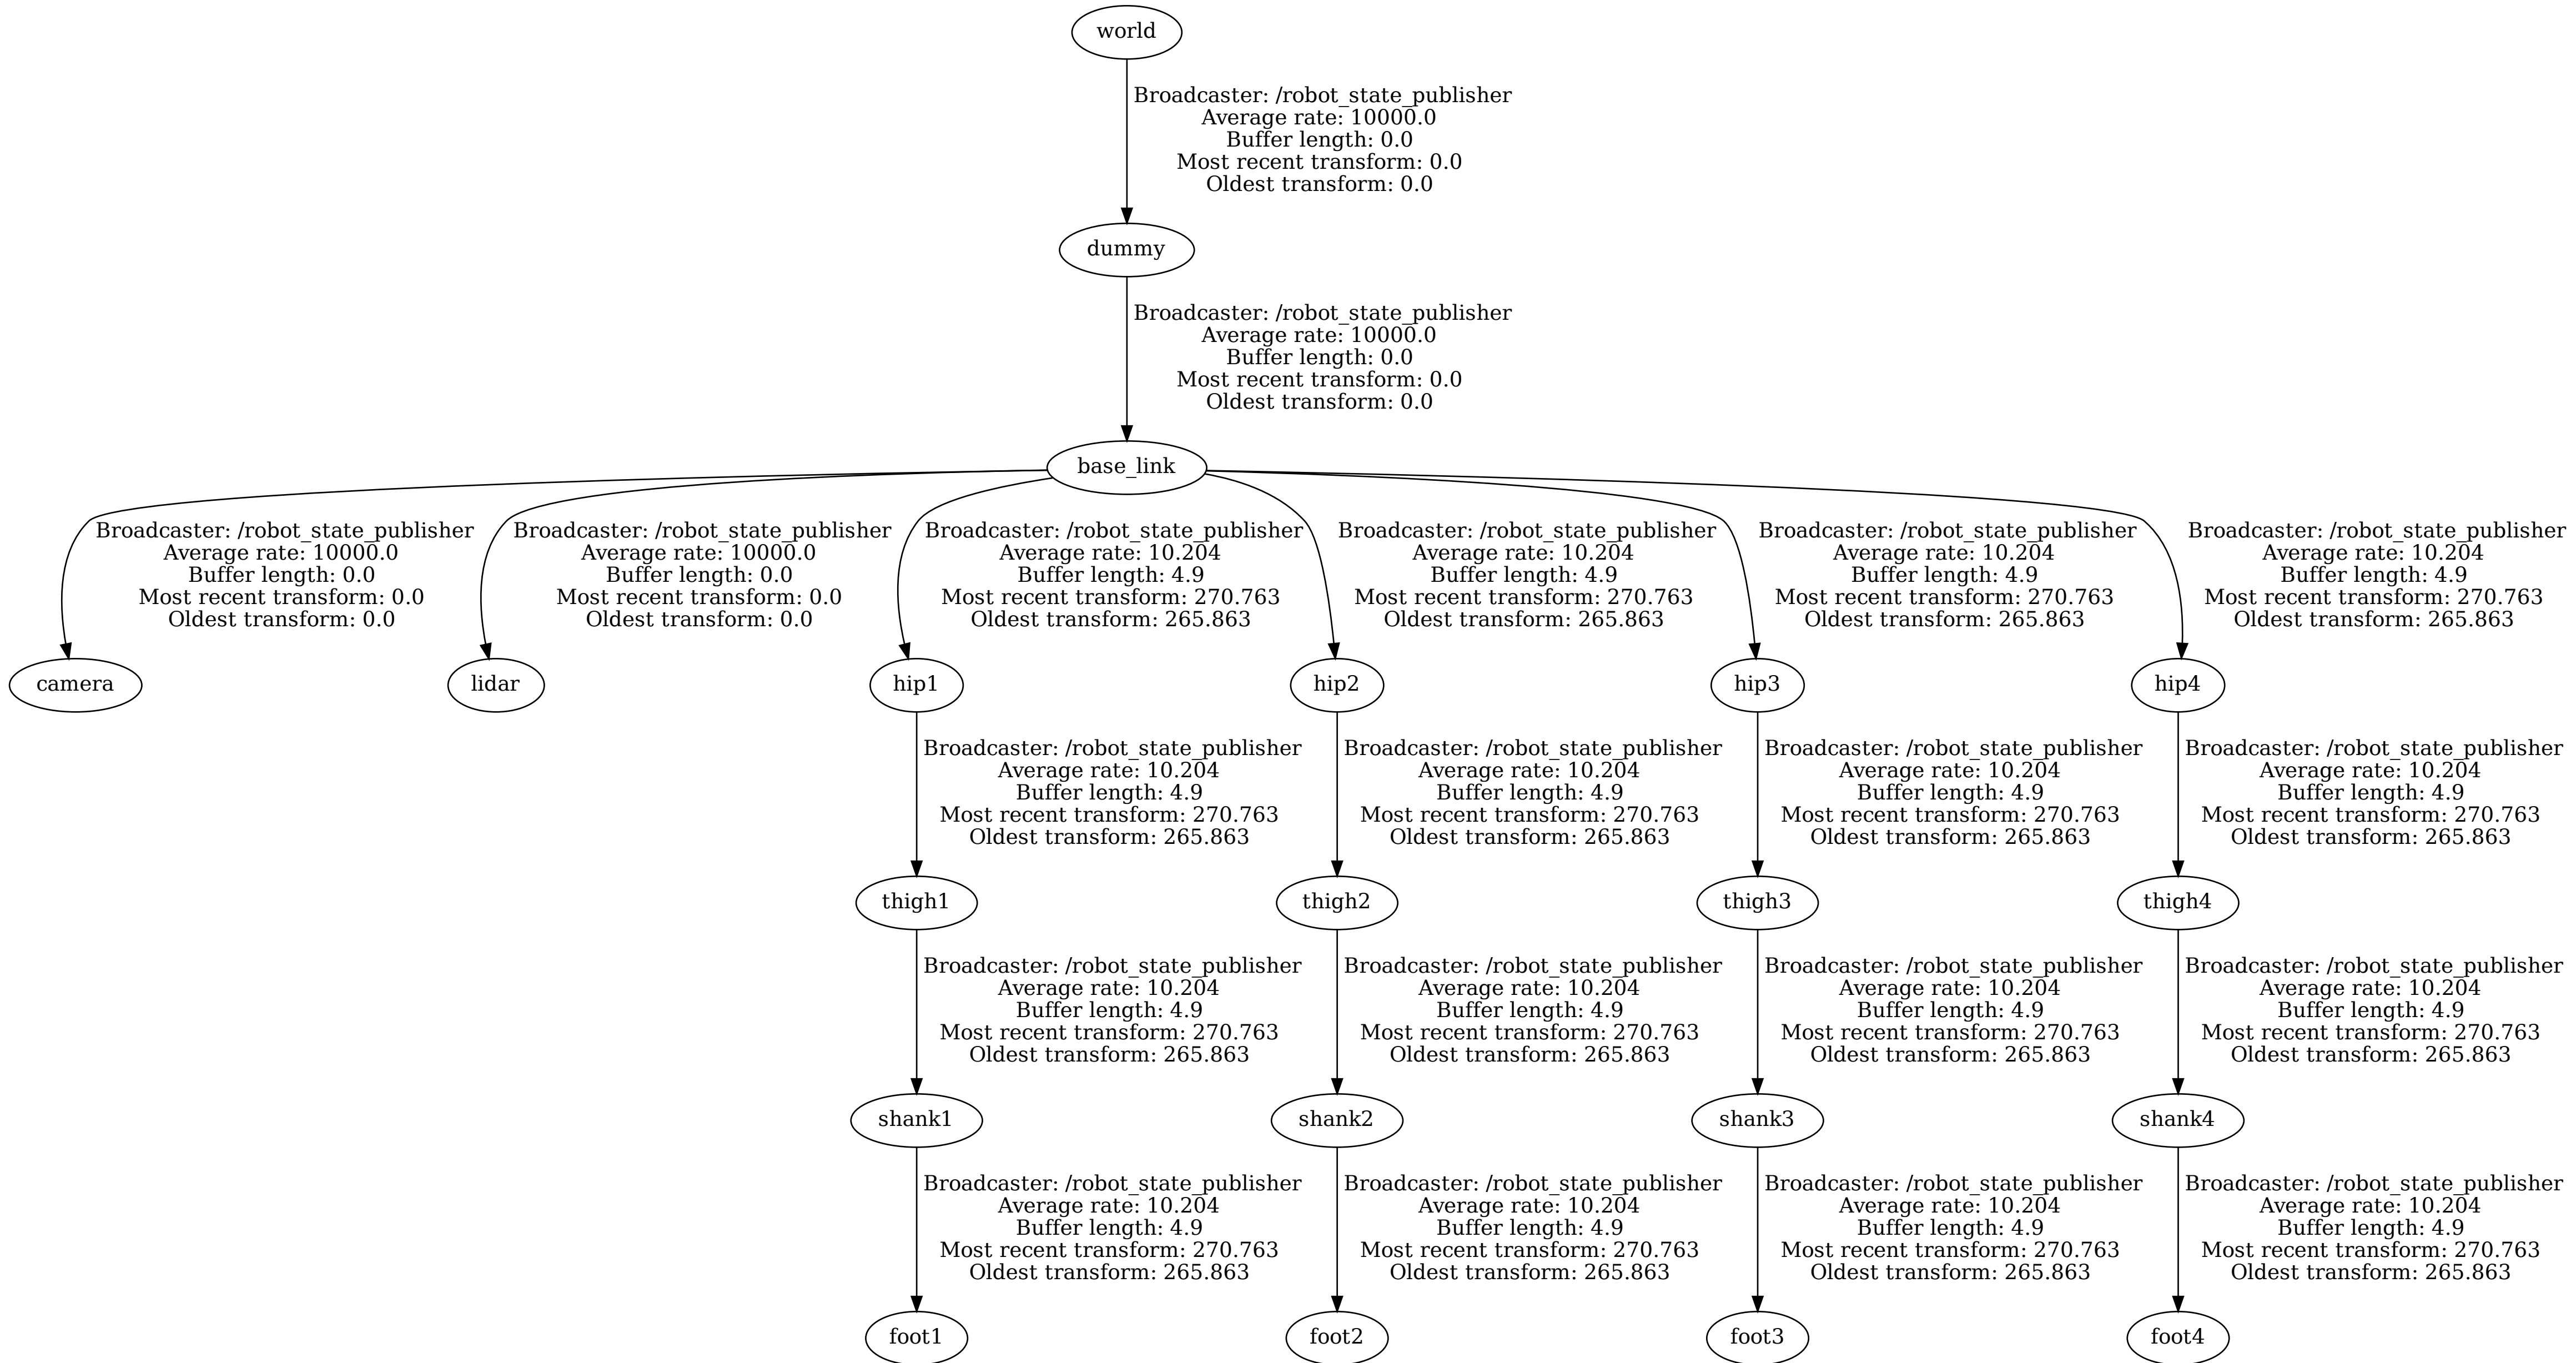 world
Broadcaster: /robot_state_publisher
Average rate: 10000.0
Buffer length: 0.0
Most recent transform: 0.0
Oldest transform: 0.0
dummy
Broadcaster: /robot_state_publisher
Average rate: 10000.0
Buffer length: 0.0
Most recent transform: 0.0
Oldest transform: 0.0
base_link
Broadcaster: /robot_state_publisher
Average rate: 10000.0
Buffer length: 0.0
Most recent transform: 0.0
Oldest transform: 0.0
Broadcaster: /robot_state_publisher
Average rate: 10000.0
Buffer length: 0.0
Most recent transform: 0.0
Oldest transform: 0.0
Broadcaster: /robot_state_publisher
Average rate: 10.204
Buffer length: 4.9
Most recent transform: 270.763
Oldest transform: 265.863
Broadcaster: /robot_state_publisher
Average rate: 10.204
Buffer length: 4.9
Most recent transform: 270.763
Oldest transform: 265.863
Broadcaster: /robot_state_publisher
Average rate: 10.204
Buffer length: 4.9
Most recent transform: 270.763
Oldest transform: 265.863
Broadcaster: /robot_state_publisher
Average rate: 10.204
Buffer length: 4.9
Most recent transform: 270.763
Oldest transform: 265.863
camera
lidar
hip1
hip2
hip3
hip4
Broadcaster: /robot_state_publisher
Average rate: 10.204
Buffer length: 4.9
Most recent transform: 270.763
Oldest transform: 265.863
Broadcaster: /robot_state_publisher
Average rate: 10.204
Buffer length: 4.9
Most recent transform: 270.763
Oldest transform: 265.863
Broadcaster: /robot_state_publisher
Average rate: 10.204
Buffer length: 4.9
Most recent transform: 270.763
Oldest transform: 265.863
Broadcaster: /robot_state_publisher
Average rate: 10.204
Buffer length: 4.9
Most recent transform: 270.763
Oldest transform: 265.863
thigh1
thigh2
thigh3
thigh4
Broadcaster: /robot_state_publisher
Average rate: 10.204
Buffer length: 4.9
Most recent transform: 270.763
Oldest transform: 265.863
Broadcaster: /robot_state_publisher
Average rate: 10.204
Buffer length: 4.9
Most recent transform: 270.763
Oldest transform: 265.863
Broadcaster: /robot_state_publisher
Average rate: 10.204
Buffer length: 4.9
Most recent transform: 270.763
Oldest transform: 265.863
Broadcaster: /robot_state_publisher
Average rate: 10.204
Buffer length: 4.9
Most recent transform: 270.763
Oldest transform: 265.863
shank1
shank2
shank3
shank4
Broadcaster: /robot_state_publisher
Average rate: 10.204
Buffer length: 4.9
Most recent transform: 270.763
Oldest transform: 265.863
Broadcaster: /robot_state_publisher
Average rate: 10.204
Buffer length: 4.9
Most recent transform: 270.763
Oldest transform: 265.863
Broadcaster: /robot_state_publisher
Average rate: 10.204
Buffer length: 4.9
Most recent transform: 270.763
Oldest transform: 265.863
Broadcaster: /robot_state_publisher
Average rate: 10.204
Buffer length: 4.9
Most recent transform: 270.763
Oldest transform: 265.863
foot1
foot2
foot3
foot4